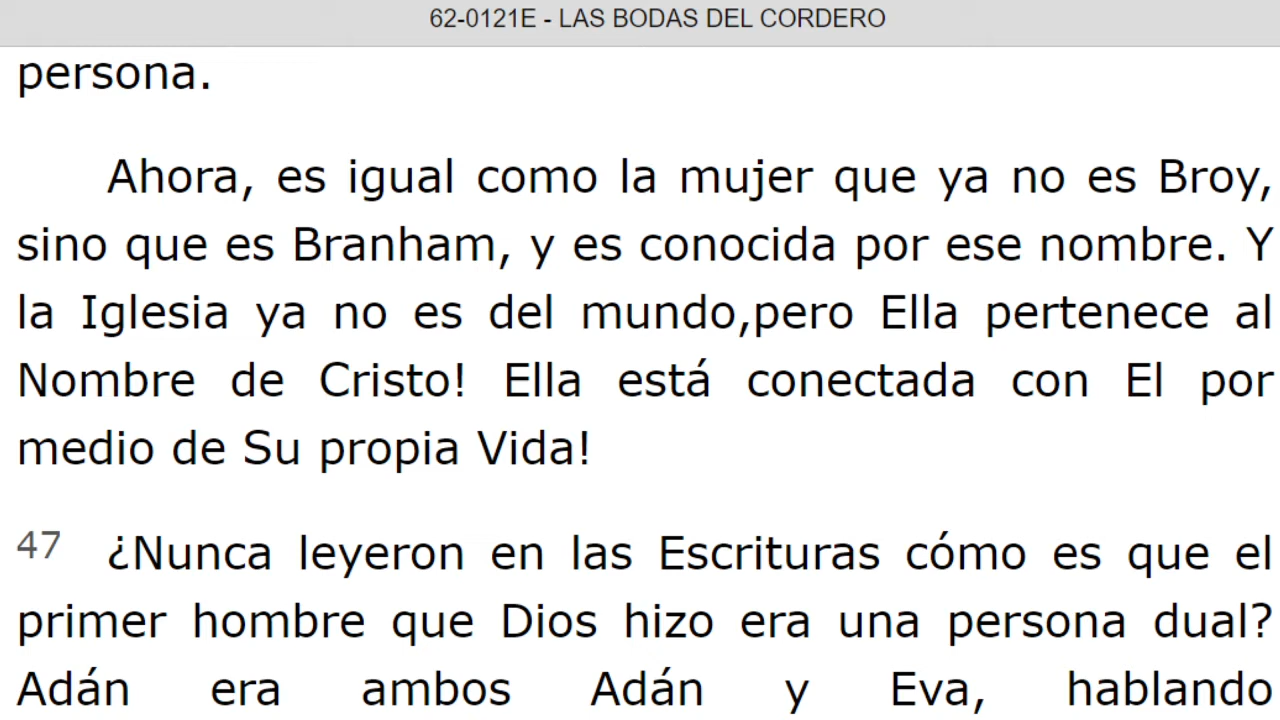 62-0121E - LAS BODAS DEL CORDERO
persona.
Ahora, es igual como la mujer que ya no es Broy,
sino que es Branham, y es conocida por ese nombre. Y
la Iglesia ya no es del mundo,pero Ella pertenece al
Nombre de Cristo! Ella está conectada con El por
medio de Su propia Vida!
47 ¿Nunca leyeron en las Escrituras cómo es que el
primer hombre que Dios hizo era una persona dual?
Adán era ambos Adán y Eva, hablando